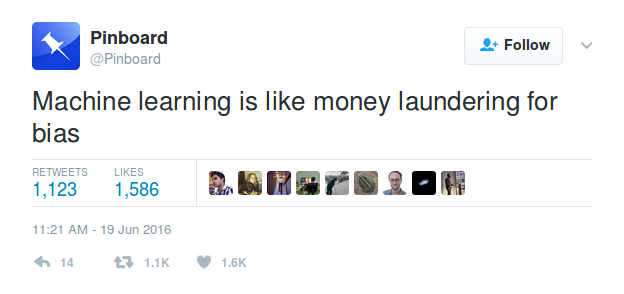 Pinboard
@Pinboard
Follow
Machine learning is like money laundering for
bias
RETWEETS LIKES
1,123 1,586
11:21 AM - 19 Jun 2016
14 1.1K 1.6K